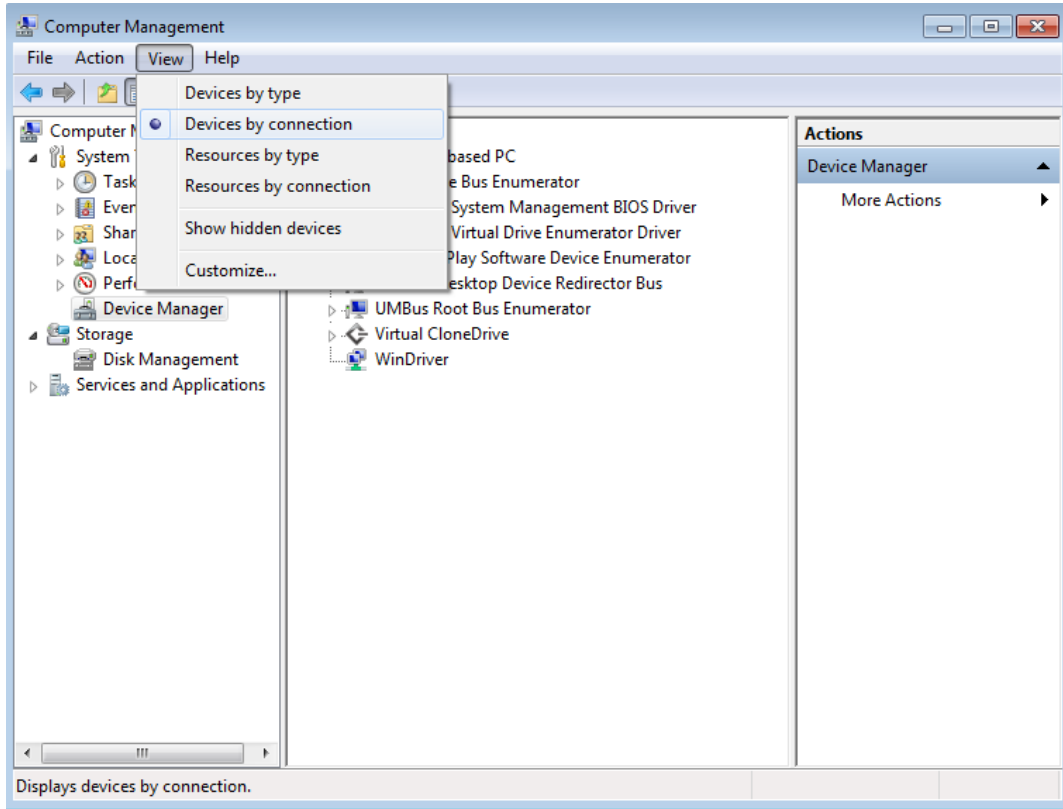 Computer Management
File Action View Help
Devices by type
Devices by connection
Resources by type
Resources by connection
Show hidden devices
Customize...
Computer
System
Task
Even
Shar
Loca
Perf
Device Manager
Storage
Disk Management
Services and Applications
based PC
e Bus Enumerator
System Management BIOS Driver
Virtual Drive Enumerator Driver
Play Software Device Enumerator
esktop Device Redirector Bus
UMBus Root Bus Enumerator
Virtual CloneDrive
WinDriver
Actions
Device Manager
More Actions
Displays devices by connection.